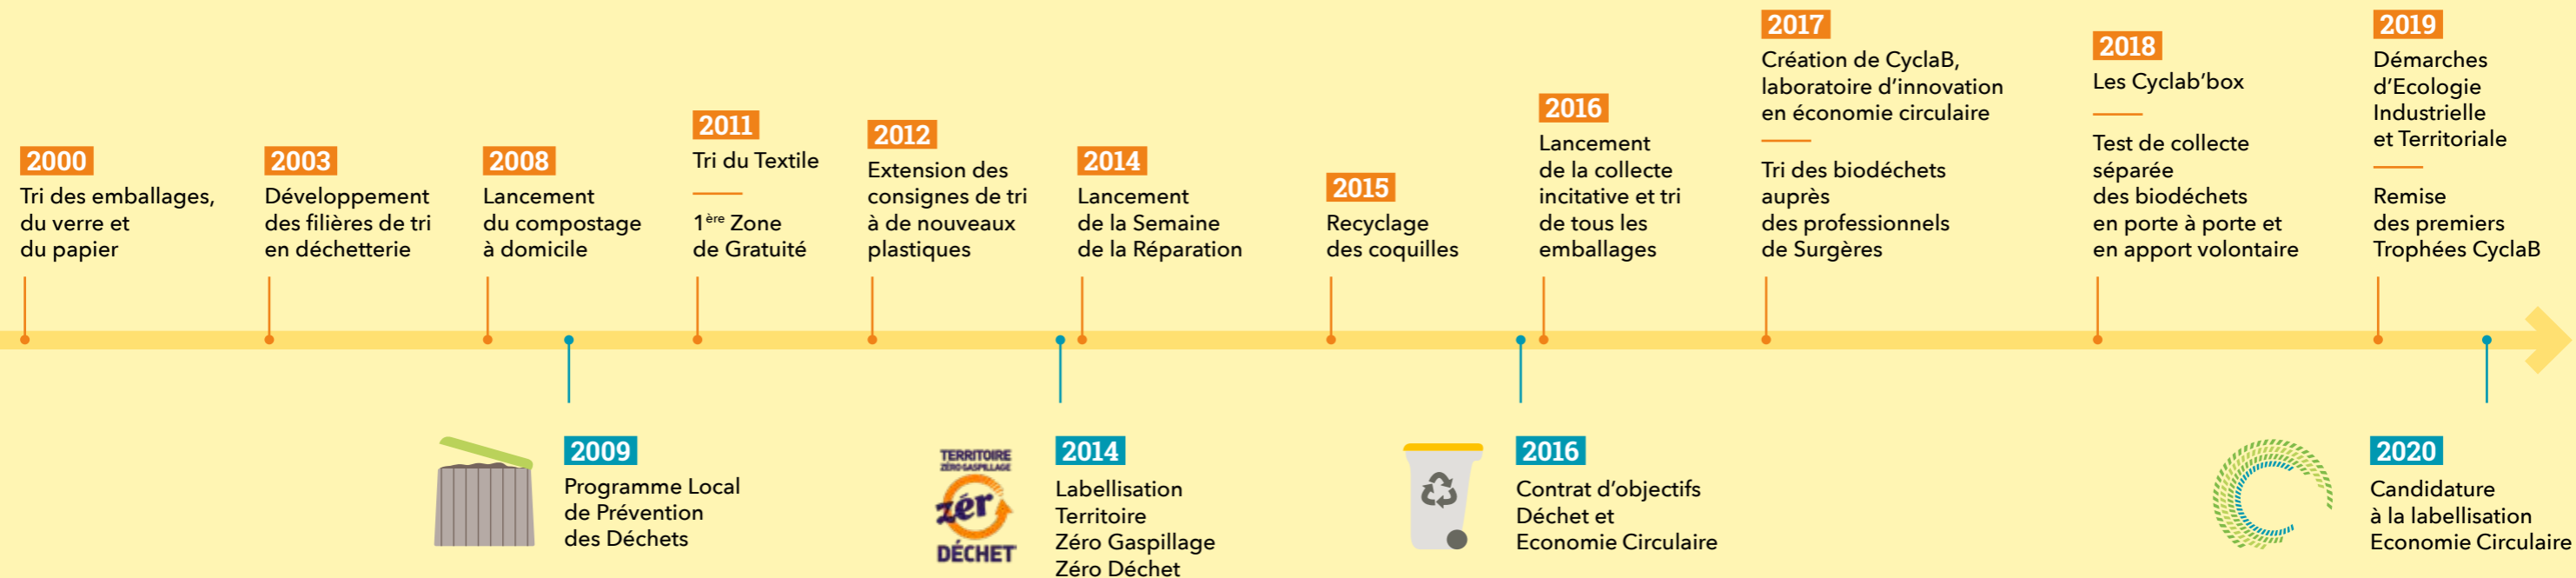 2000
Tri des emballages,
du verre et
du papier
2003
Développement
des filières de tri
en déchetterie
2008
Lancement
du compostage
à domicile
2011
Tri du Textile
1ère Zone
de Gratuité
2012
Extension des
consignes de tri
à de nouveaux
plastiques
2014
Lancement
de la Semaine
de la Réparation
2015
Recyclage
des coquilles
2016
Lancement
de la collecte
incitative et tri
de tous les
emballages
2017
Création de CyclaB,
laboratoire d'innovation
en économie circulaire
Tri des biodéchets
auprès
des professionnels
de Surgères
2018
Les Cyclab'box
Test de collecte
séparée
des biodéchets
en porte à porte et
en apport volontaire
2019
Démarches
d'Ecologie
Industrielle
et Territoriale
Remise
des premiers
Trophées CyclaB
2009
Programme Local
de Prévention
des Déchets
TERRITOIRE
ZÉRO GASPILLAGE
zéro
DÉCHET
2014
Labellisation
Territoire
Zéro Gaspillage
Zéro Déchet
2016
Contrat d'objectifs
Déchet et
Economie Circulaire
2020
Candidature
à la labellisation
Economie Circulaire